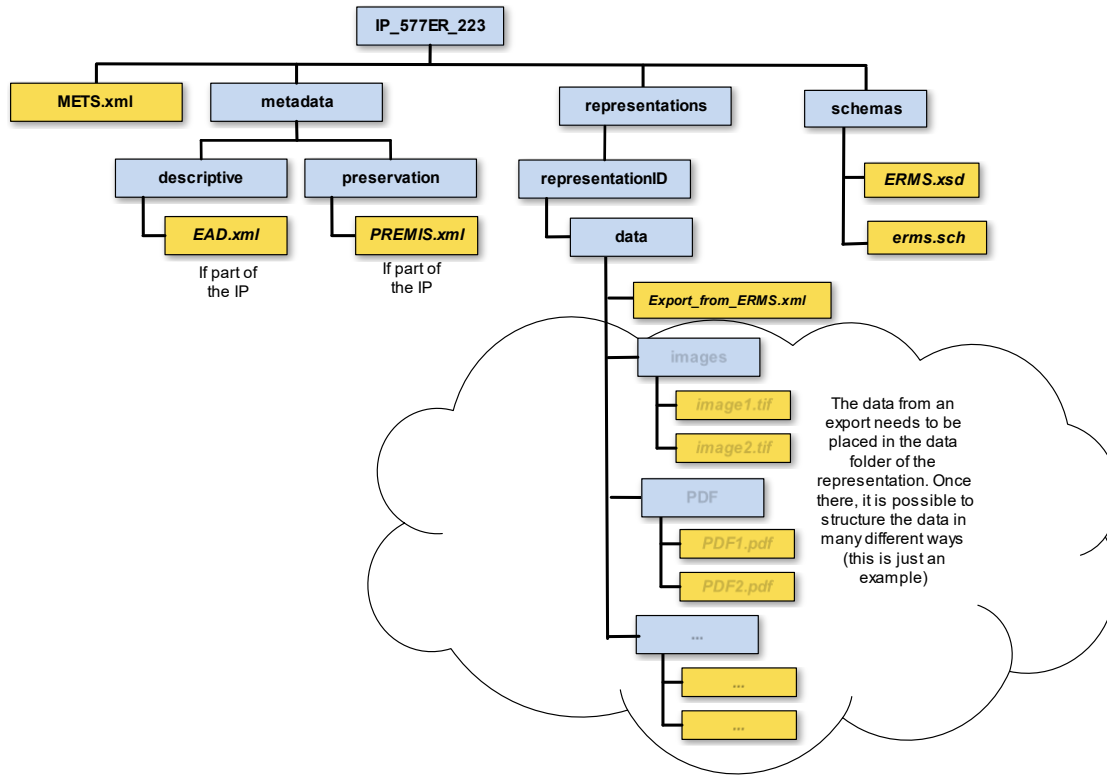 IP_577ER_223
METS.xml
metadata
representations
schemas
descriptive
preservation
representationID
ERMS.xsd
EAD.xml
PREMIS.xml
data
erms.sch
If part of
the IP
If part of
the IP
Export_from_ERMS.xml
images
image1.tif
image2.tif
PDF
PDF1.pdf
PDF2.pdf
...
...
...
The data from an
export needs to be
placed in the data
folder of the
representation. Once
there, it is possible to
structure the data in
many different ways
(this is just an
example)